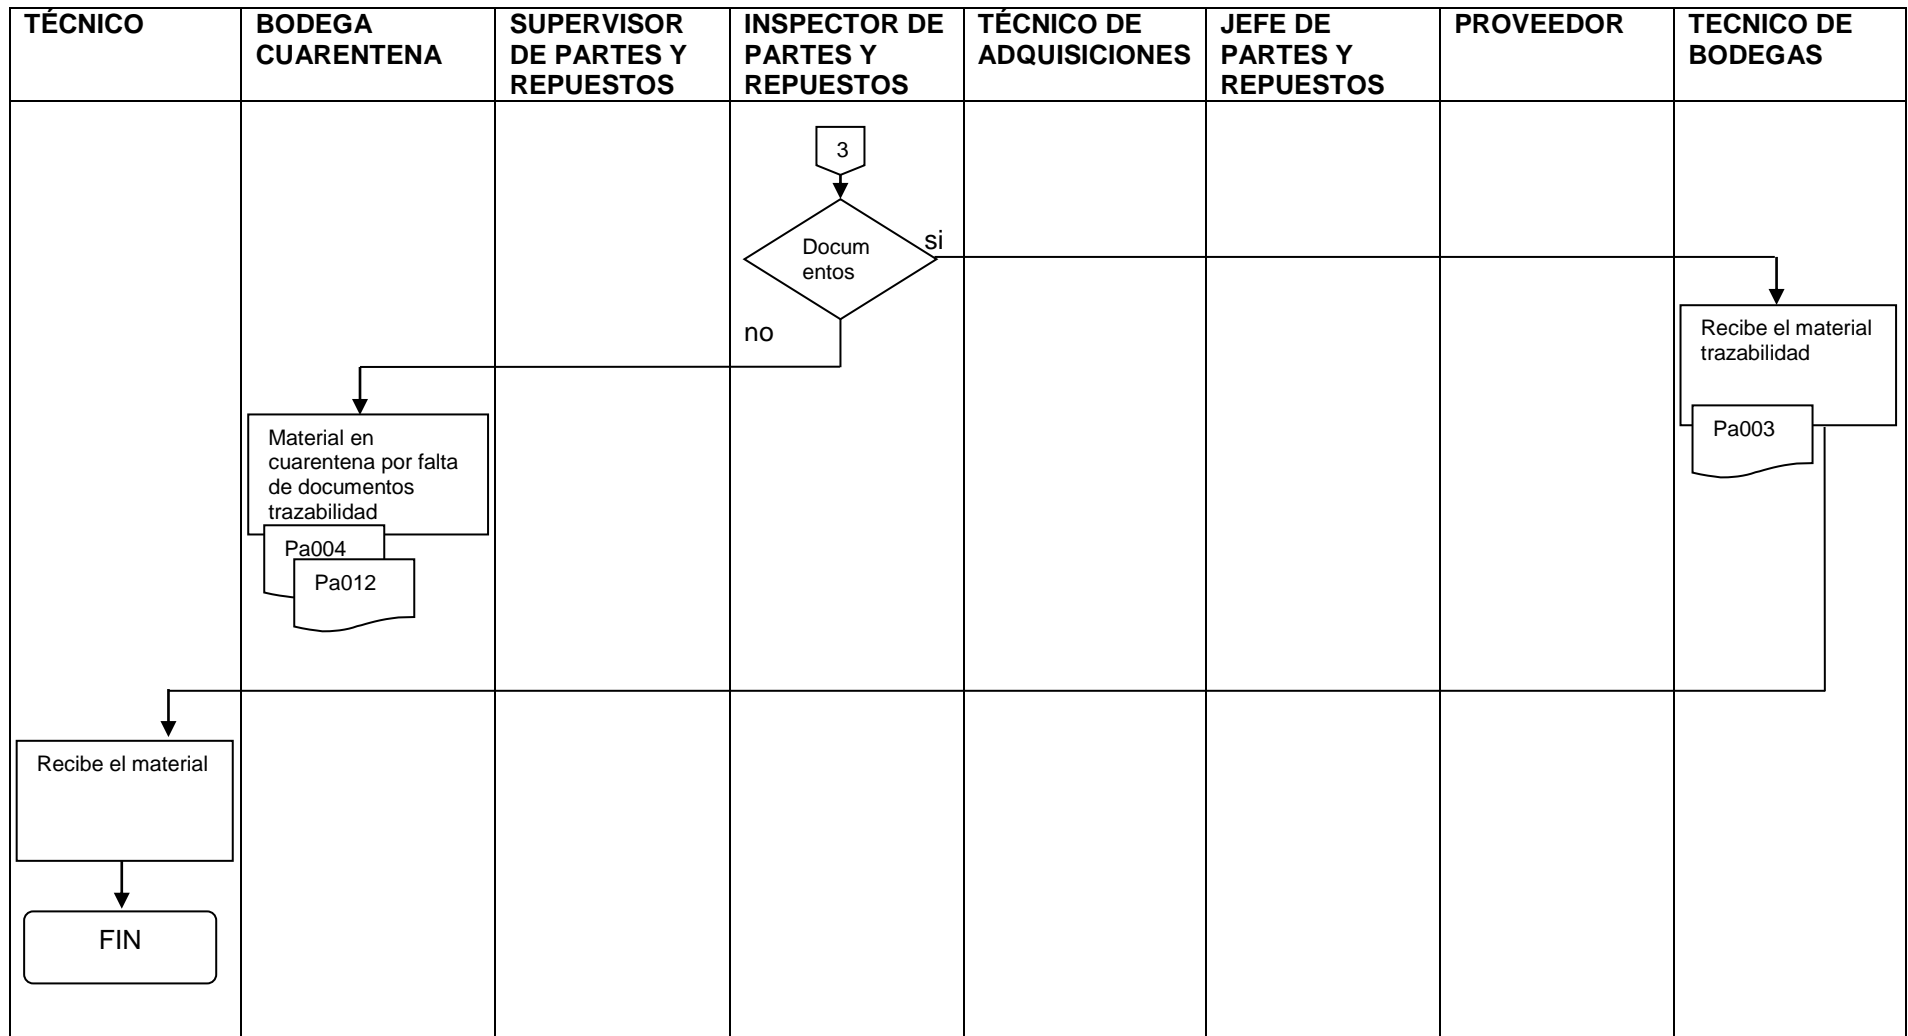 TÉCNICO
BODEGA
CUARENTENA
SUPERVISOR
DE PARTES Y
REPUESTOS
INSPECTOR DE
PARTES Y
REPUESTOS
TÉCNICO DE
ADQUISICIONES
JEFE DE
PARTES Y
REPUESTOS
PROVEEDOR
TECNICO DE
BODEGAS
3
Docum
entos
si
no
Recibe el material
trazabilidad
Pa003
Material en
cuarentena por falta
de documentos
trazabilidad
Pa004
Pa012
Recibe el material
FIN